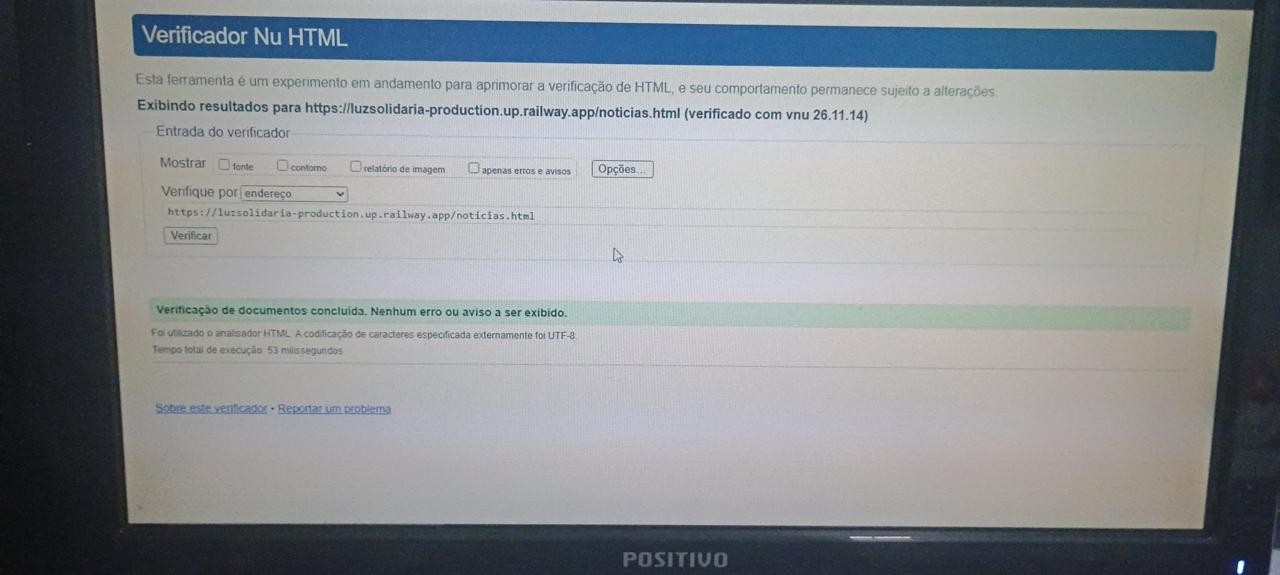 Verificador Nu HTML
Esta ferramenta é um experimento em andamento para aprimorar a verificação de HTML, e seu comportamento permanece sujeito a alterações.
Exibindo resultados para https://luzsolidaria-production.up.railway.app/noticias.html (verificado com vnu 26.11.14)
Entrada do verificador
Mostrar fonte contorno relatório de imagem apenas erros e avisos Opções...
Verifique por endereço
https://luzsolidaria-production.up.railway.app/noticias.html
Verificar
Verificação de documentos concluída. Nenhum erro ou aviso a ser exibido.
Foi utilizado o analisador HTML. A codificação de caracteres especificada externamente foi UTF-8.
Tempo total de execução: 53 milissegundos.
Sobre este verificador • Reportar um problema
POSITIVO